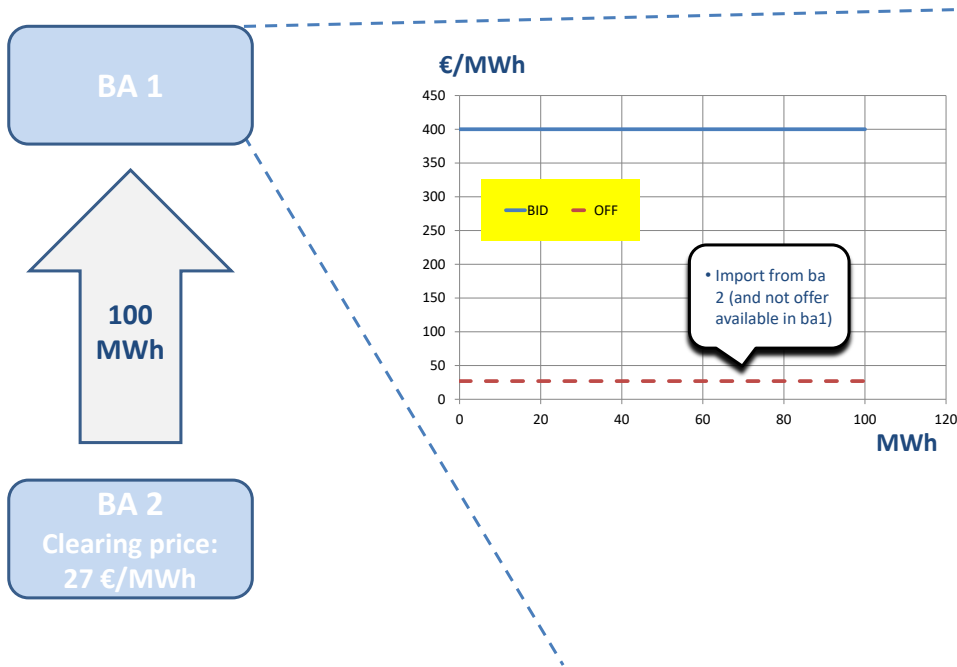 BA 1
100
MWh
BA 2
Clearing price:
27 €/MWh
€/MWh
450
400
350
300
250
200
150
100
50
0
BID OFF
• Import from ba
2 (and not offer
available in ba1)
0 20 40 60 80 100 120
MWh